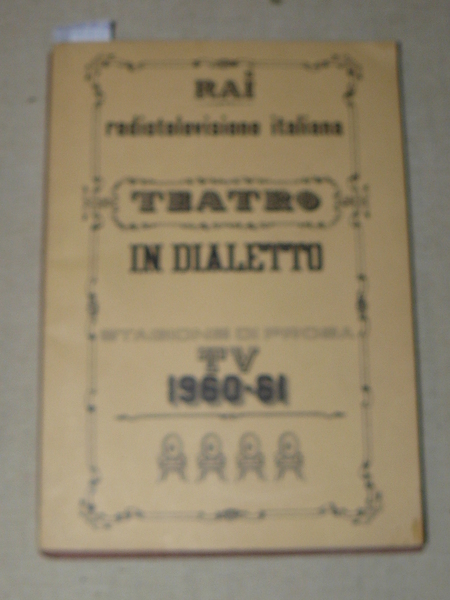 RAI
radiotelevisione italiana
TEATRO
IN DIALETTO
STAGIONE DI PROSA
TV
1960-61